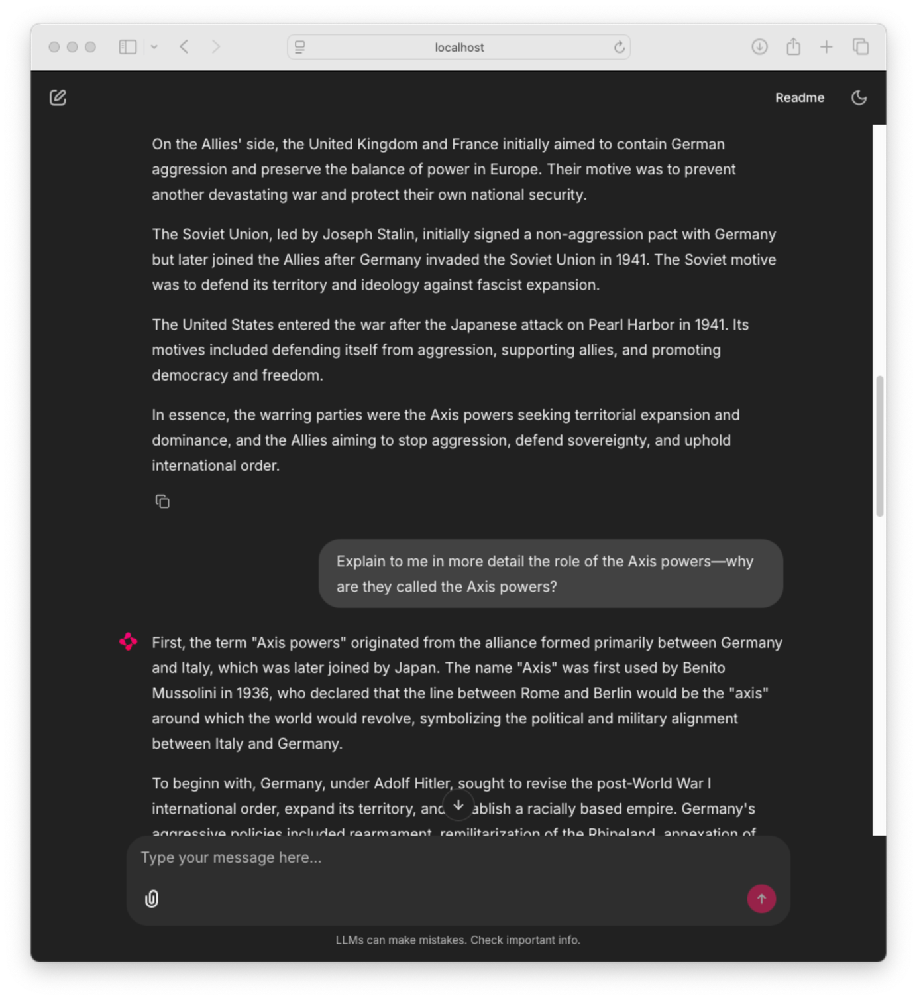 localhost
Readme
On the Allies' side, the United Kingdom and France initially aimed to contain German
aggression and preserve the balance of power in Europe. Their motive was to prevent
another devastating war and protect their own national security.
The Soviet Union, led by Joseph Stalin, initially signed a non-aggression pact with Germany
but later joined the Allies after Germany invaded the Soviet Union in 1941. The Soviet motive
was to defend its territory and ideology against fascist expansion.
The United States entered the war after the Japanese attack on Pearl Harbor in 1941. Its
motives included defending itself from aggression, supporting allies, and promoting
democracy and freedom.
In essence, the warring parties were the Axis powers seeking territorial expansion and
dominance, and the Allies aiming to stop aggression, defend sovereignty, and uphold
international order.
Explain to me in more detail the role of the Axis powers—why
are they called the Axis powers?
First, the term "Axis powers" originated from the alliance formed primarily between Germany
and Italy, which was later joined by Japan. The name "Axis" was first used by Benito
Mussolini in 1936, who declared that the line between Rome and Berlin would be the "axis"
around which the world would revolve, symbolizing the political and military alignment
between Italy and Germany.
To beginn with, Germany, under Adolf Hitler, sought to revise the post-World War I
international order, expand its territory, and ablish a racially based empire. Germany's
aggressive policies included rearmament, remilitarization of the Rhineland, annexation of
Type your message here...
LLMs can make mistakes. Check important info.